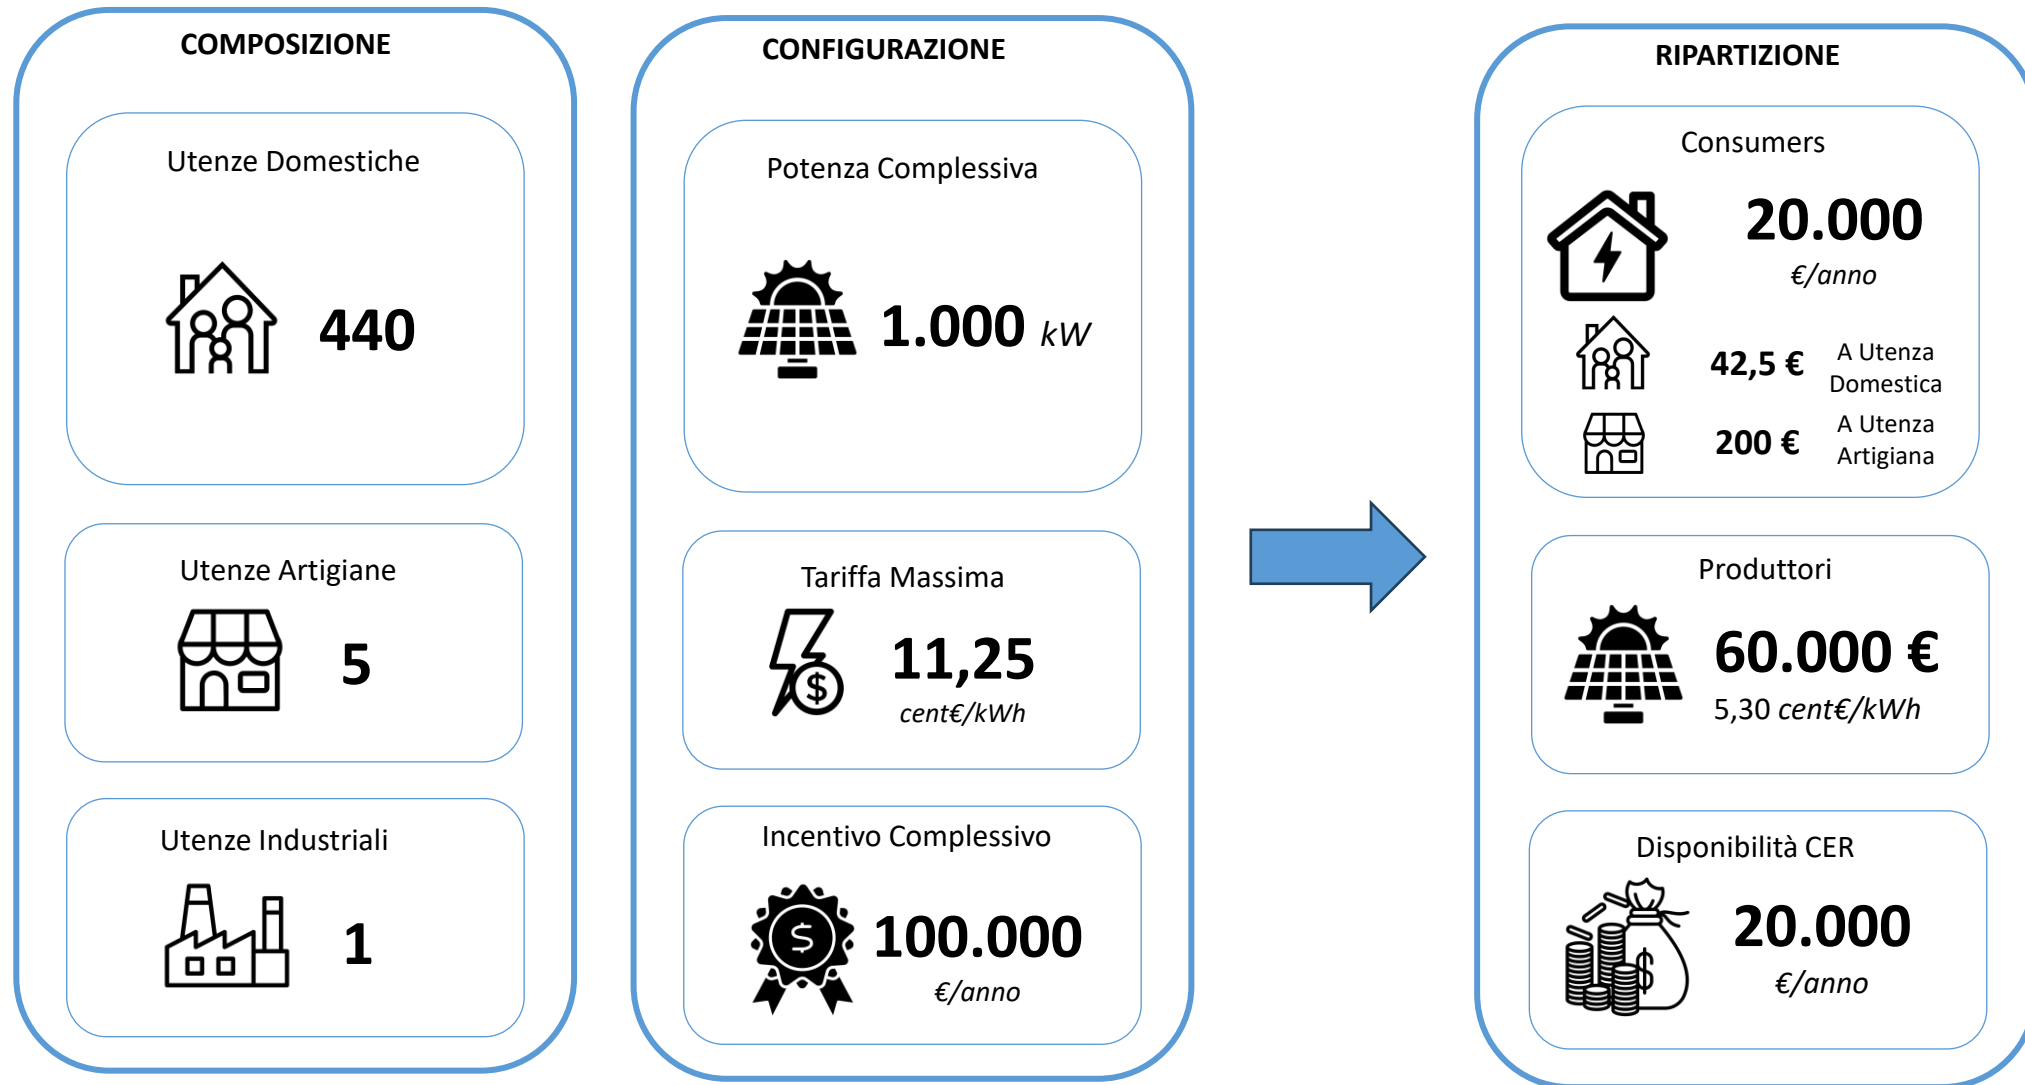 COMPOSIZIONE
Utenze Domestiche
440
Utenze Artigiane
5
Utenze Industriali
1
CONFIGURAZIONE
Potenza Complessiva
1.000 kW
Tariffa Massima
11,25
cent€/kWh
$
Incentivo Complessivo
$
100.000
€/anno
RIPARTIZIONE
Consumers
20.000
€/anno
42,5 €
A Utenza
Domestica
200 €
A Utenza
Artigiana
Produttori
60.000 €
5,30 cent€/kWh
Disponibilità CER
20.000
$
€/anno